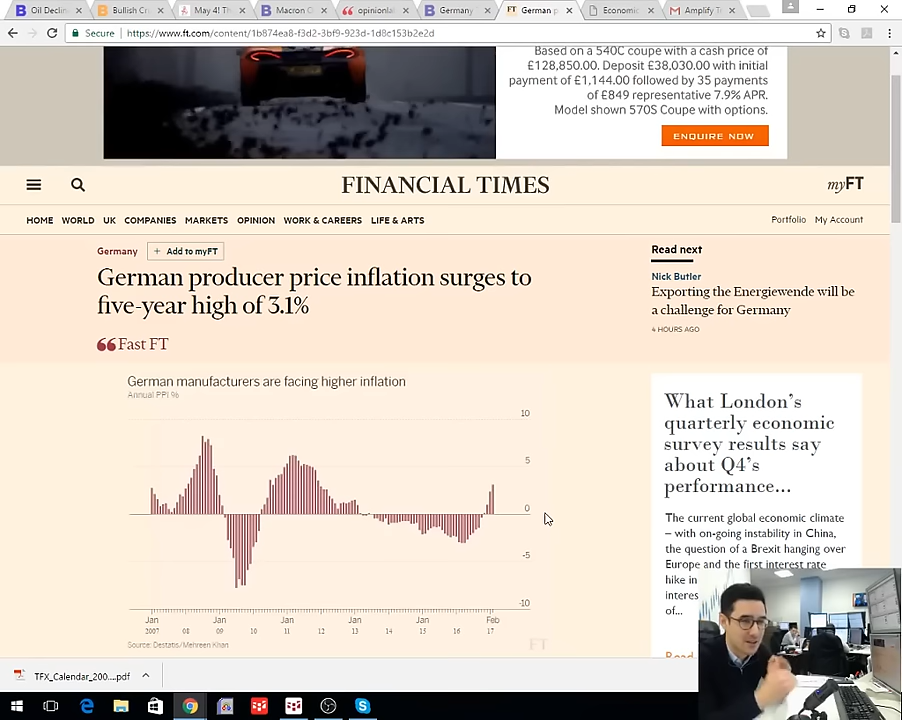 Oil Declin
Bullish Cr
May 4! Th
Macron O
opinionla
Germany
FT German p
Economic
Amplify T
Secure https://www.ft.com/content/1b874ea8-f3d2-3bf9-923d-1d8c153b2e2d
Based on a 540C coupe with a cash price of
£128,850.00. Deposit £38,030.00 with initial
payment of £1,144.00 followed by 35 payments
of £849 representative 7.9% APR.
Model shown 570S Coupe with options.
ENQUIRE NOW
FINANCIAL TIMES
myFT
HOME WORLD UK COMPANIES MARKETS OPINION WORK & CAREERS LIFE & ARTS
Portfolio My Account
Germany + Add to myFT
German producer price inflation surges to
five-year high of 3.1%
Fast FT
Read next
Nick Butler
Exporting the Energiewende will be
a challenge for Germany
4 HOURS AGO
German manufacturers are facing higher inflation
Annual PPI %
10
5
0
-5
-10
Jan Jan Jan Jan Jan Feb
2007 08 09 10 11 12 13 14 15 16 17
Source: Destatis/Mehreen Khan
FT
What London's
quarterly economic
survey results say
about Q4's
performance...
The current global economic climate
– with on-going instability in China,
the question of a Brexit hanging over
Europe and the first interest rate
hike in
interes
of...
Read
TFX_Calendar_200....pdf